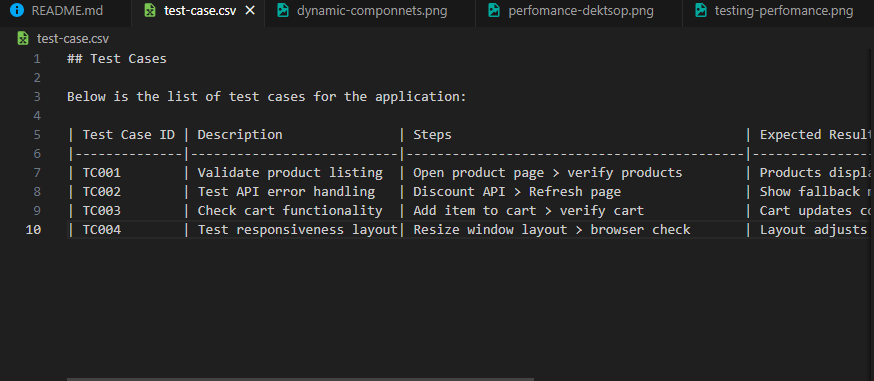 README.md test-case.csv dynamic-componnets.png perfomance-dektsop.png testing-perfomance.png
test-case.csv
1 ## Test Cases
2
3 Below is the list of test cases for the application:
4
5 | Test Case ID | Description | Steps | Expected Result
6 |--------------|---------------------------|-------------------------------------------|----------------
7 | TC001 | Validate product listing | Open product page > verify products | Products displa
8 | TC002 | Test API error handling | Discount API > Refresh page | Show fallback
9 | TC003 | Check cart functionality | Add item to cart > verify cart | Cart updates co
10 | TC004 | Test responsiveness layout| Resize window layout > browser check | Layout adjusts